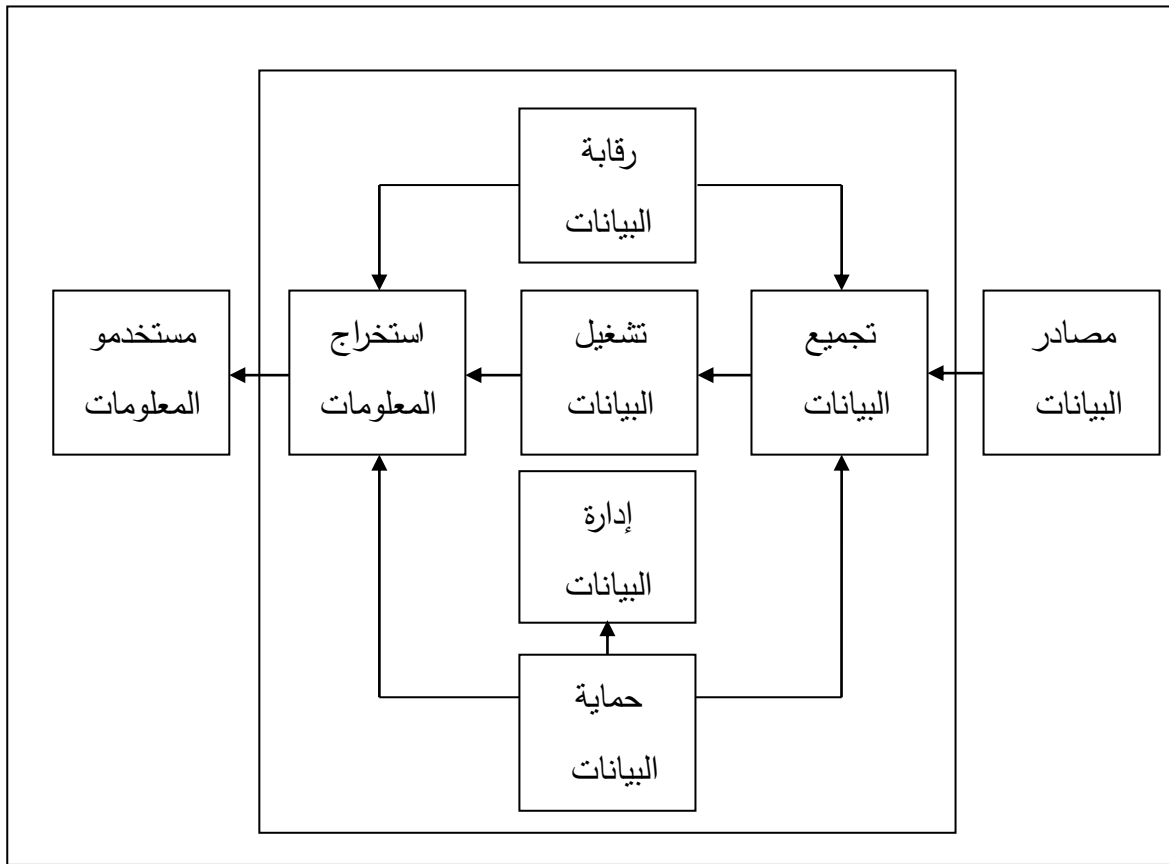 رقابة
البيانات
مصادر
البيانات
تجميع
البيانات
تشغيل
البيانات
استخراج
المعلومات
مستخدمو
المعلومات
إدارة
البيانات
حماية
البيانات